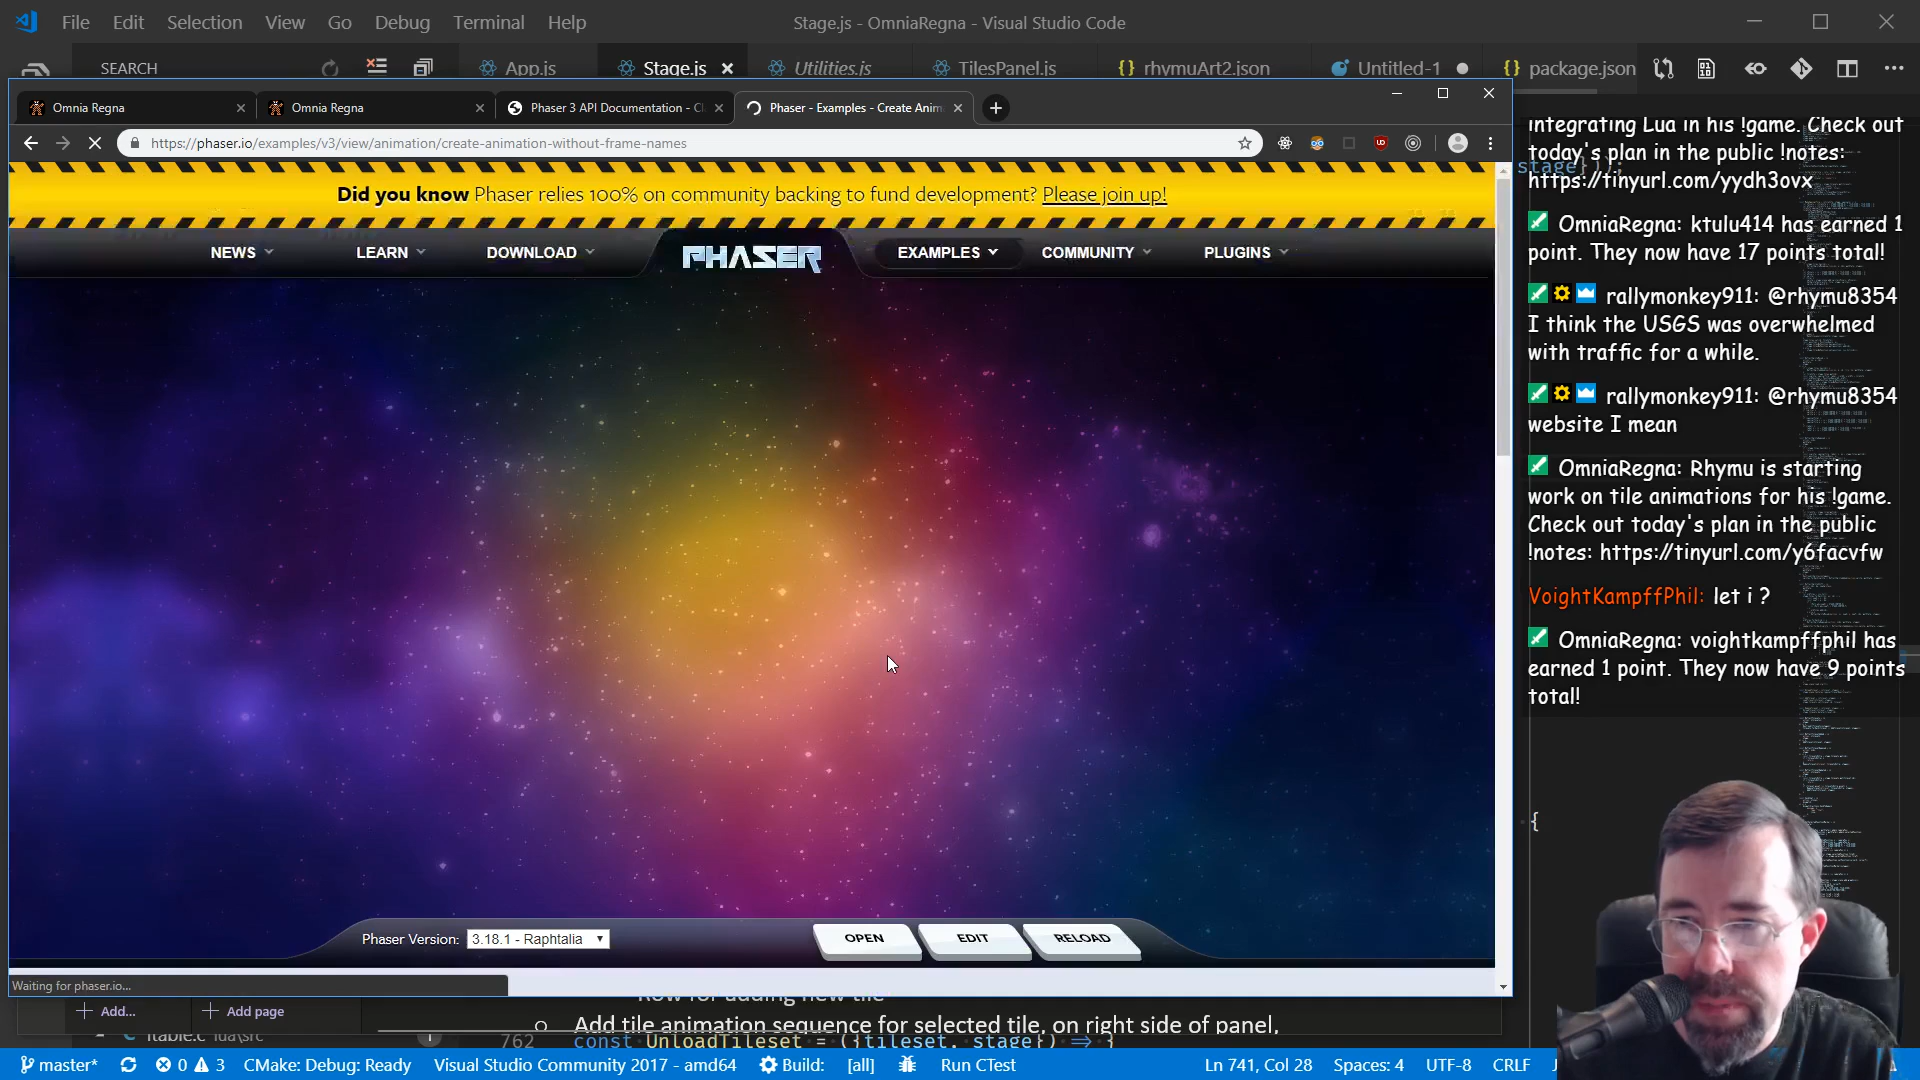 File Edit Selection View Go Debug Terminal Help
Stage.js - OmniaRegna - Visual Studio Code
SEARCH
App.js
Stage.js
Utilities.js
TilesPanel.js
{} rhymuArt2.json
Untitled-1
{} package.json
Omnia Regna
Omnia Regna
Phaser 3 API Documentation - Cl
Phaser - Examples - Create Anim
https://phaser.io/examples/v3/view/animation/create-animation-without-frame-names
Did you know Phaser relies 100% on community backing to fund development? Please join up!
NEWS LEARN DOWNLOAD PHASER EXAMPLES COMMUNITY PLUGINS
Phaser Version: 3.18.1 - Raphtalia
OPEN EDIT RELOAD
Waiting for phaser.io...
integrating Lua in his !game. Check out
today's plan in the public !notes:
https://tinyurl.com/yydh3ovx
OmniaRegna: ktulu414 has earned 1
point. They now have 17 points total!
rallymonkey911: @rhymu8354
I think the USGS was overwhelmed
with traffic for a while.
rallymonkey911: @rhymu8354
website I mean
OmniaRegna: Rhymu is starting
work on tile animations for his !game.
Check out today's plan in the public
!notes: https://tinyurl.com/y6facvfw
VoightKampffPhil: let i ?
OmniaRegna: voightkampffphil has
earned 1 point. They now have 9 points
total!
{
Row for adding new tile
Add... Add page
Add tile animation sequence for selected tile, on right side of panel,
ltable.c lua\src
762 const UnloadTileset = ({tileset, stage}) => {
master* 0 3 CMake: Debug: Ready Visual Studio Community 2017 - amd64 Build: [all] Run CTest Ln 741, Col 28 Spaces: 4 UTF-8 CRLF